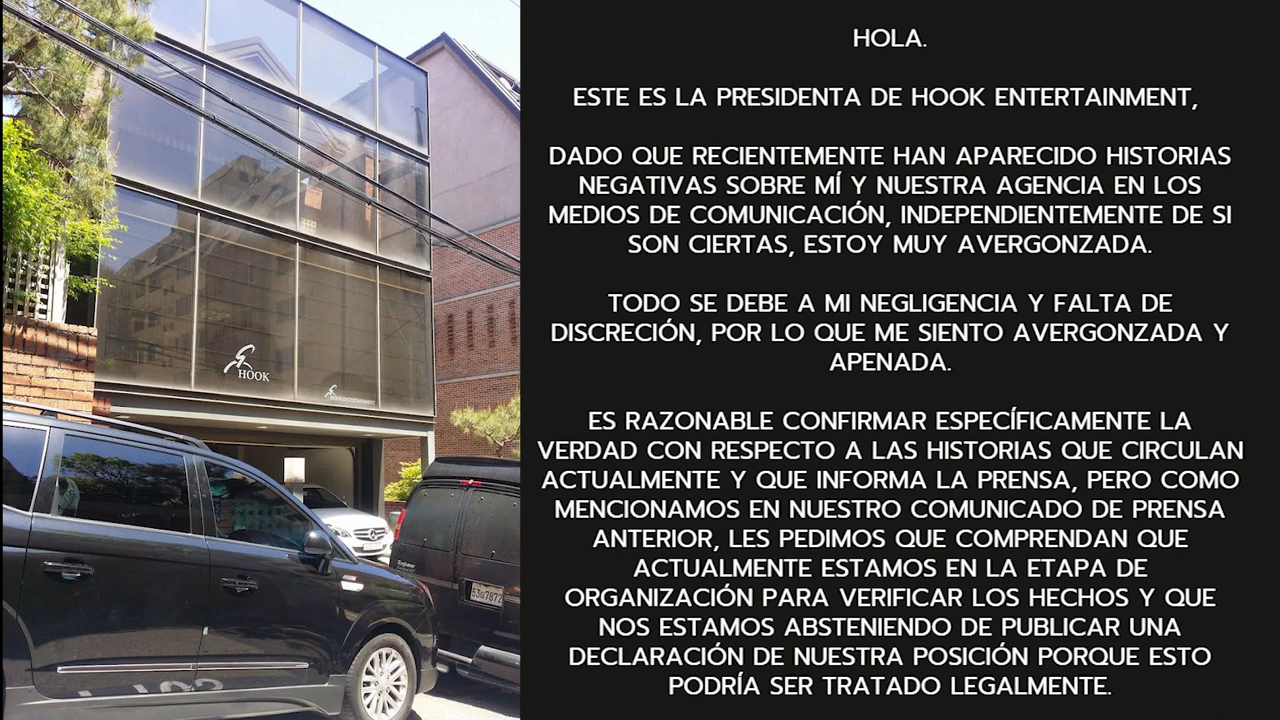 HOLA.
ESTE ES LA PRESIDENTA DE HOOK ENTERTAINMENT,
DADO QUE RECIENTEMENTE HAN APARECIDO HISTORIAS
NEGATIVAS SOBRE MÍ Y NUESTRA AGENCIA EN LOS
MEDIOS DE COMUNICACIÓN, INDEPENDIENTEMENTE DE SI
SON CIERTAS, ESTOY MUY AVERGONZADA.
TODO SE DEBE A MI NEGLIGENCIA Y FALTA DE
DISCRECIÓN, POR LO QUE ME SIENTO AVERGONZADA Y
APENADA.
ES RAZONABLE CONFIRMAR ESPECÍFICAMENTE LA
VERDAD CON RESPECTO A LAS HISTORIAS QUE CIRCULAN
ACTUALMENTE Y QUE INFORMA LA PRENSA, PERO COMO
MENCIONAMOS EN NUESTRO COMUNICADO DE PRENSA
ANTERIOR, LES PEDIMOS QUE COMPRENDAN QUE
ACTUALMENTE ESTAMOS EN LA ETAPA DE
ORGANIZACIÓN PARA VERIFICAR LOS HECHOS Y QUE
NOS ESTAMOS ABSTENIENDO DE PUBLICAR UNA
DECLARACIÓN DE NUESTRA POSICIÓN PORQUE ESTO
PODRÍA SER TRATADO LEGALMENTE.
HOOK
HOOK ENTERTAINMENT
Explorer